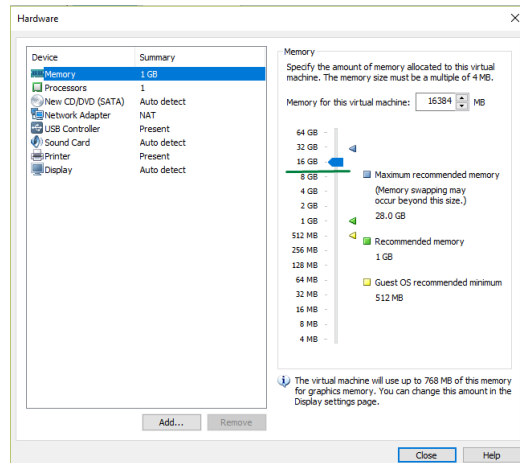 Hardware
Device Summary
Memory 1 GB
Processors 1
New CD/DVD (SATA) Auto detect
Network Adapter NAT
USB Controller Present
Sound Card Auto detect
Printer Present
Display Auto detect
Add...
Remove
Memory
Specify the amount of memory allocated to this virtual
machine. The memory size must be a multiple of 4 MB.
Memory for this virtual machine: 16384 MB
64 GB
32 GB
16 GB
8 GB
4 GB
2 GB
1 GB
512 MB
256 MB
128 MB
64 MB
32 MB
16 MB
8 MB
4 MB
Maximum recommended memory
(Memory swapping may
occur beyond this size.)
28.0 GB
Recommended memory
1 GB
Guest OS recommended minimum
512 MB
The virtual machine will use up to 768 MB of this memory
for graphics memory. You can change this amount in the
Display settings page.
Close
Help